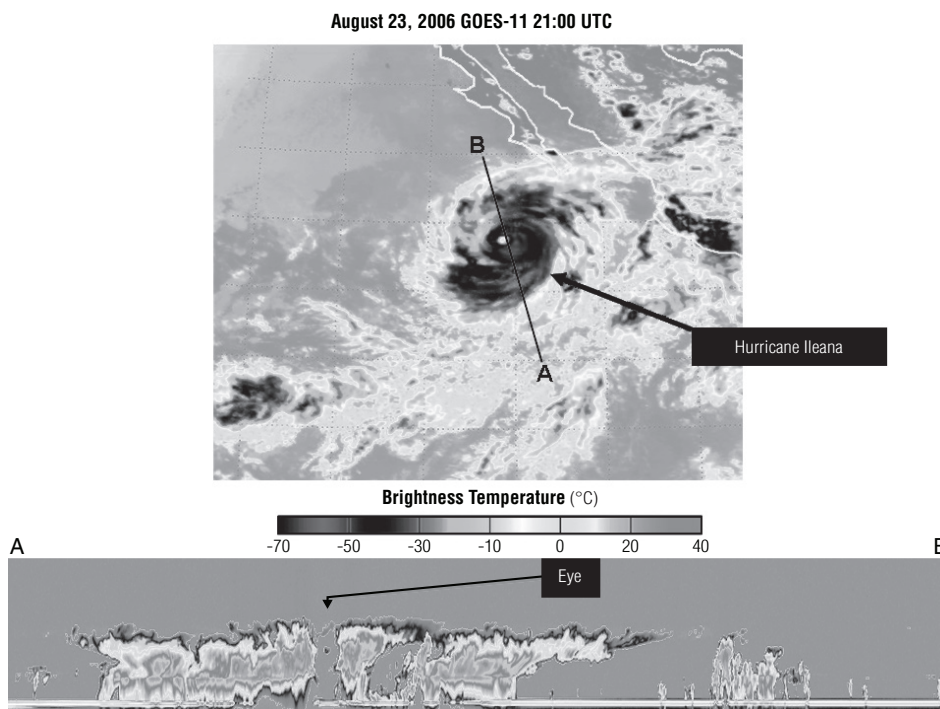 August 23, 2006 GOES-11 21:00 UTC
B
A
Hurricane Ileana
Brightness Temperature (°C)
-70 -50 -30 -10 0 20 40
A B
Eye